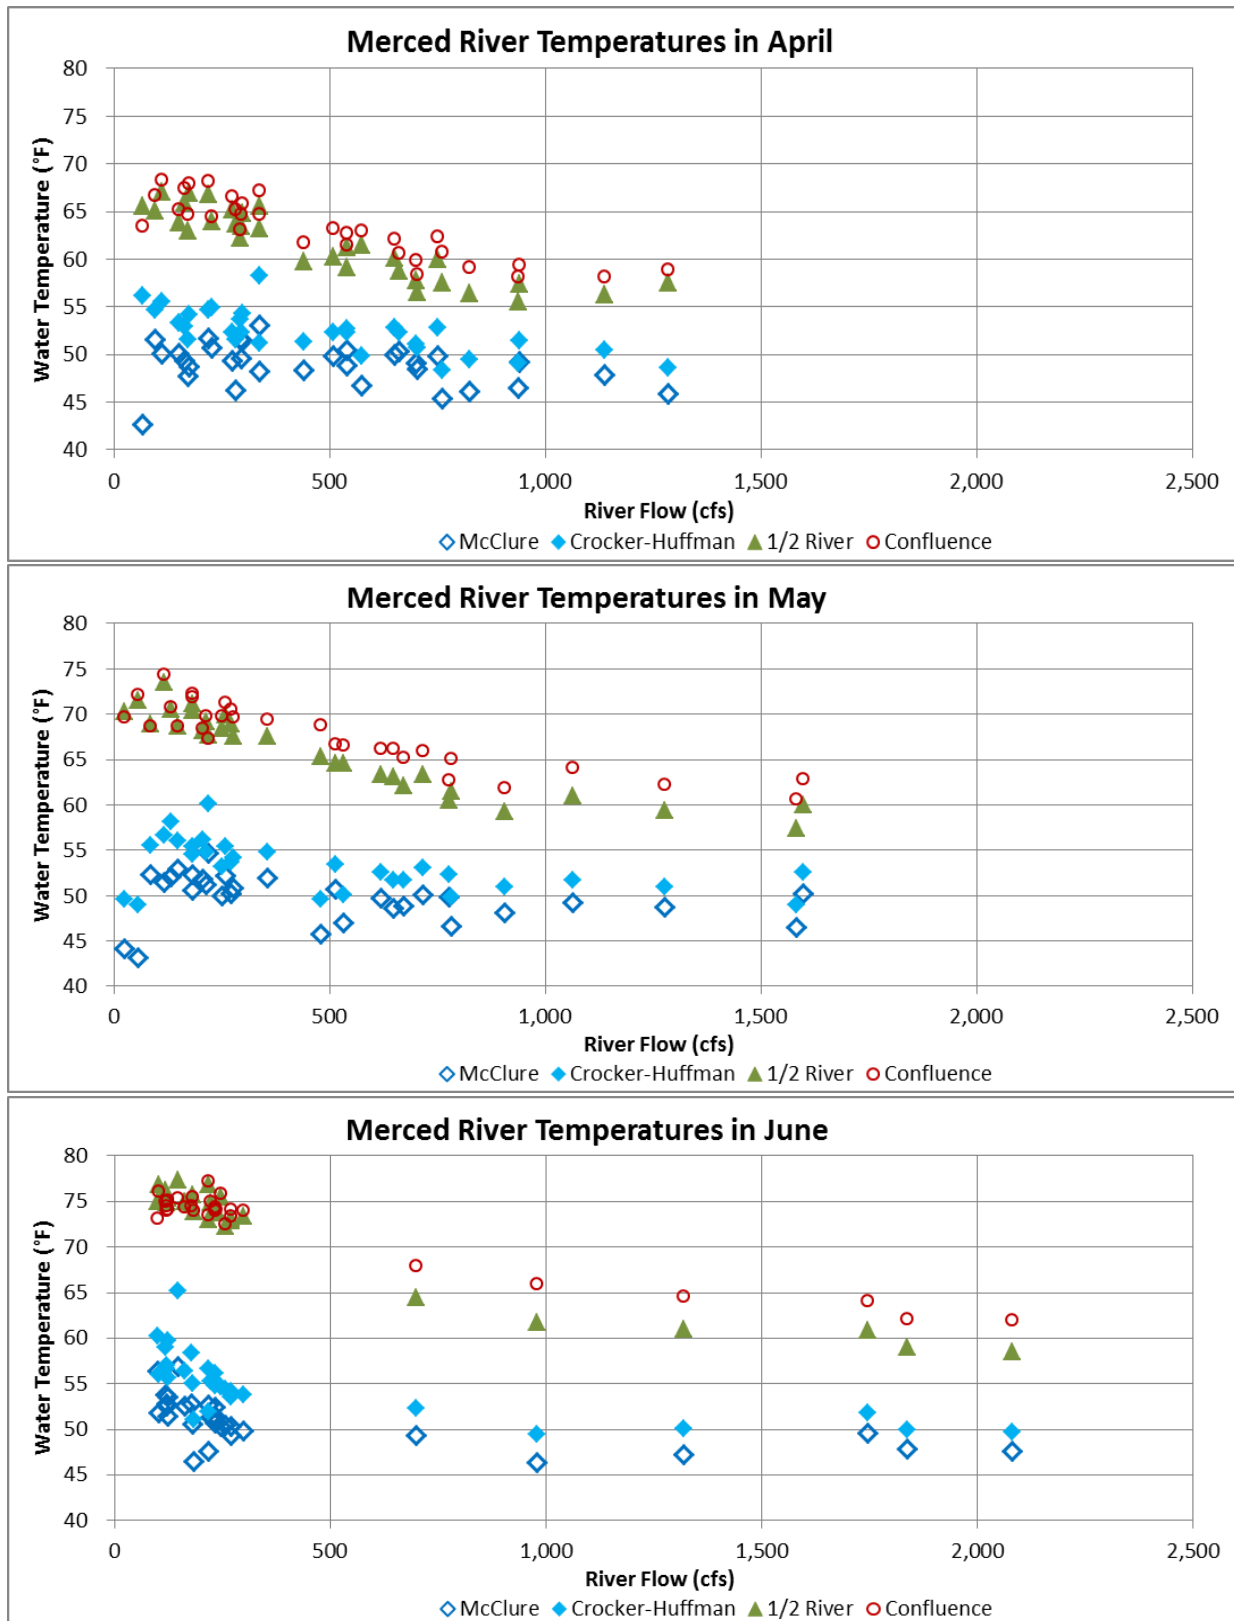 Merced River Temperatures in April
80
75
70
65
60
55
50
45
40
Water Temperature (°F)
0 500 1,000 1,500 2,000 2,500
River Flow (cfs)
McClure Crocker-Huffman 1/2 River Confluence
Merced River Temperatures in May
80
75
70
65
60
55
50
45
40
Water Temperature (°F)
0 500 1,000 1,500 2,000 2,500
River Flow (cfs)
McClure Crocker-Huffman 1/2 River Confluence
Merced River Temperatures in June
80
75
70
65
60
55
50
45
40
Water Temperature (°F)
0 500 1,000 1,500 2,000 2,500
River Flow (cfs)
McClure Crocker-Huffman 1/2 River Confluence